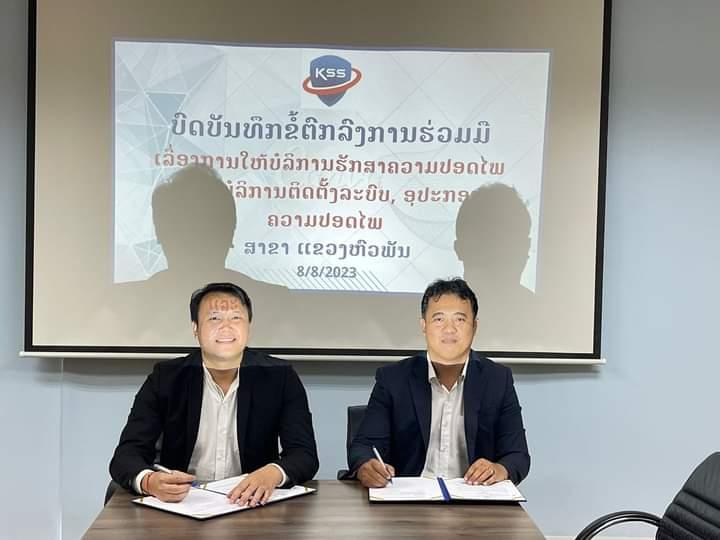 KSS
ບົດບັນທຶກຂໍ້ຕົກລົງການຮ່ວມມື
ເລື່ອງການໃຫ້ບໍລິການຮັກສາຄວາມປອດໄພ
ແລະ ບໍລິການຕິດຕັ້ງລະບົບ, ອຸປະກອນ
ຄວາມປອດໄພ
ສາຂາ ແຂວງຫົວພັນ
8/8/2023